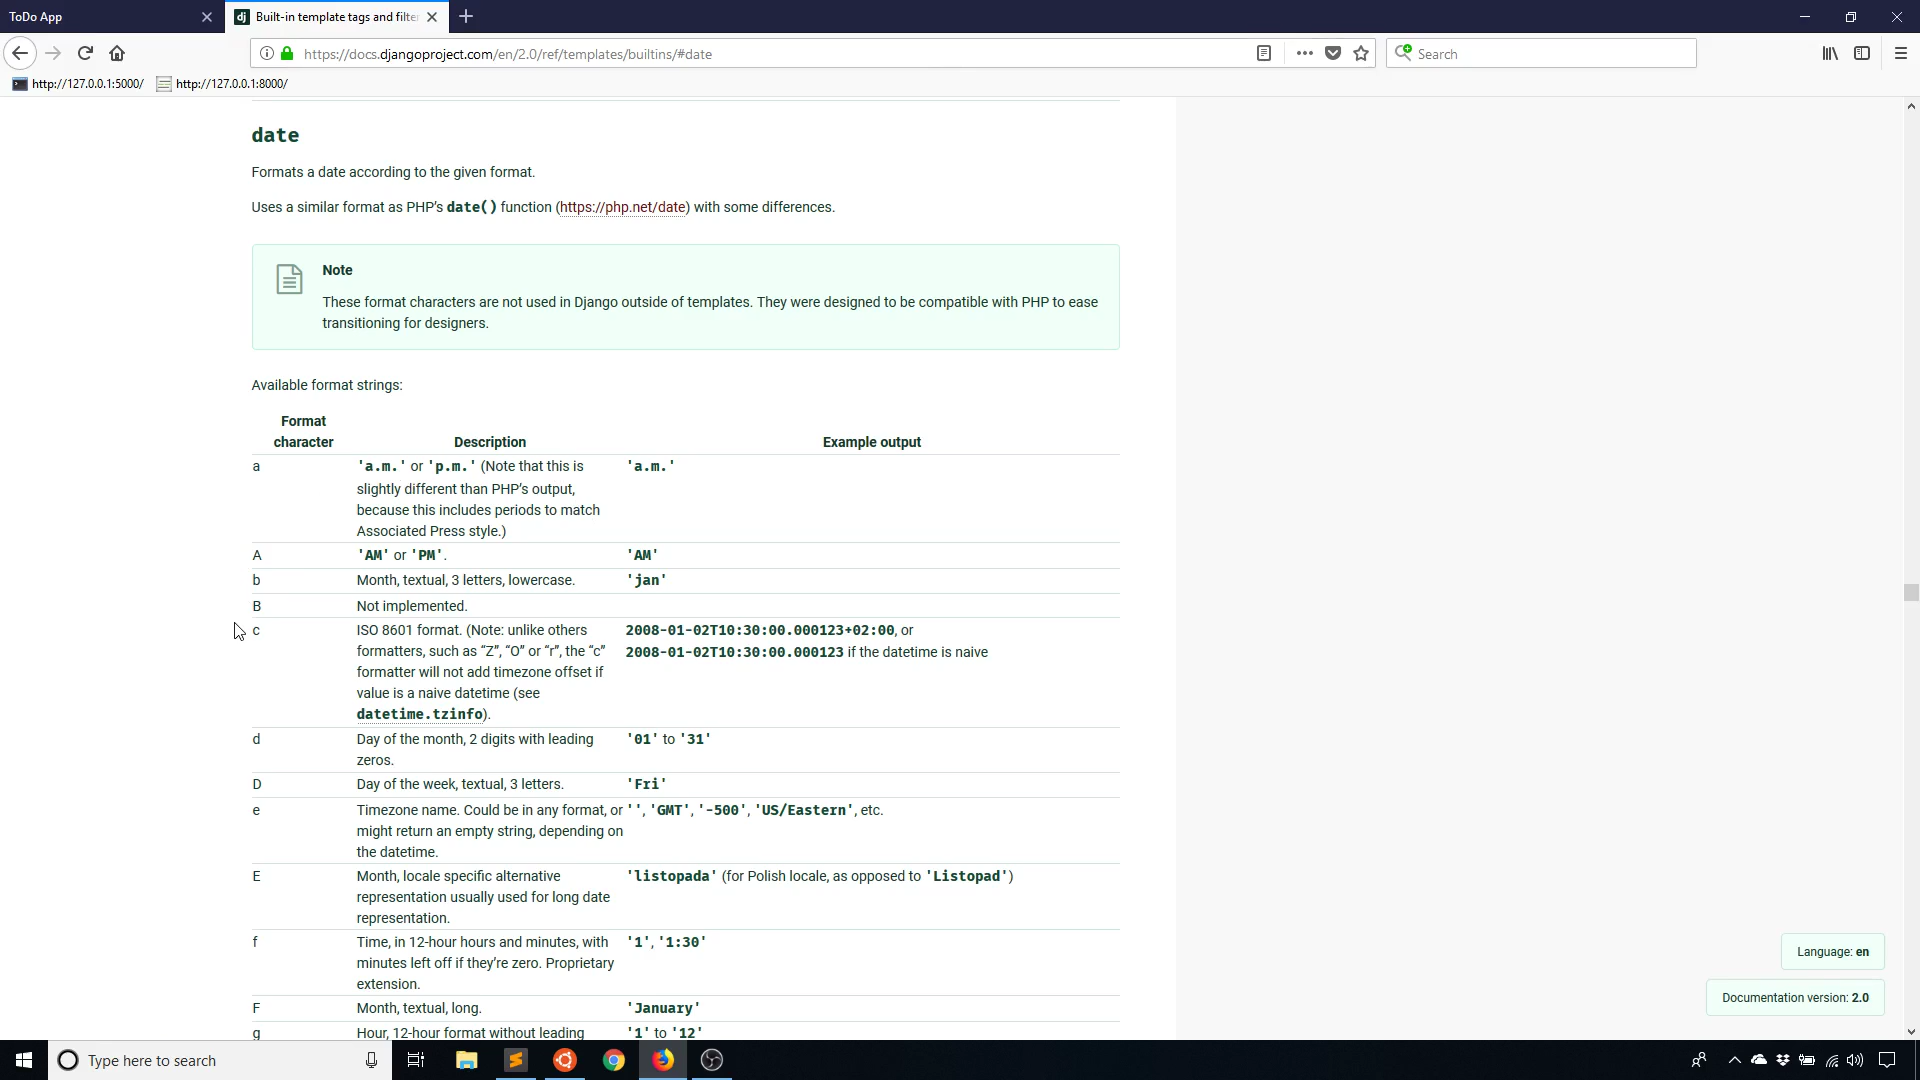 ToDo App
dj Built-in template tags and filte
https://docs.djangoproject.com/en/2.0/ref/templates/builtins/#date
Search
http://127.0.0.1:5000/ http://127.0.0.1:8000/
date
Formats a date according to the given format.
Uses a similar format as PHP’s date() function (https://php.net/date) with some differences.
Note
These format characters are not used in Django outside of templates. They were designed to be compatible with PHP to ease
transitioning for designers.
Available format strings:
Format
character Description Example output
a 'a.m.' or 'p.m.' (Note that this is 'a.m.'
slightly different than PHP’s output,
because this includes periods to match
Associated Press style.)
A 'AM' or 'PM'. 'AM'
b Month, textual, 3 letters, lowercase. 'jan'
B Not implemented.
c ISO 8601 format. (Note: unlike others 2008-01-02T10:30:00.000123+02:00, or
formatters, such as “Z”, “O” or “r”, the “c” 2008-01-02T10:30:00.000123 if the datetime is naive
formatter will not add timezone offset if
value is a naive datetime (see
datetime.tzinfo).
d Day of the month, 2 digits with leading '01' to '31'
zeros.
D Day of the week, textual, 3 letters. 'Fri'
e Timezone name. Could be in any format, or '', 'GMT', '-500', 'US/Eastern', etc.
might return an empty string, depending on
the datetime.
E Month, locale specific alternative 'listopada' (for Polish locale, as opposed to 'Listopad')
representation usually used for long date
representation.
f Time, in 12-hour hours and minutes, with '1', '1:30'
minutes left off if they’re zero. Proprietary
extension.
F Month, textual, long. 'January'
g Hour, 12-hour format without leading '1' to '12'
Language: en
Documentation version: 2.0
Type here to search